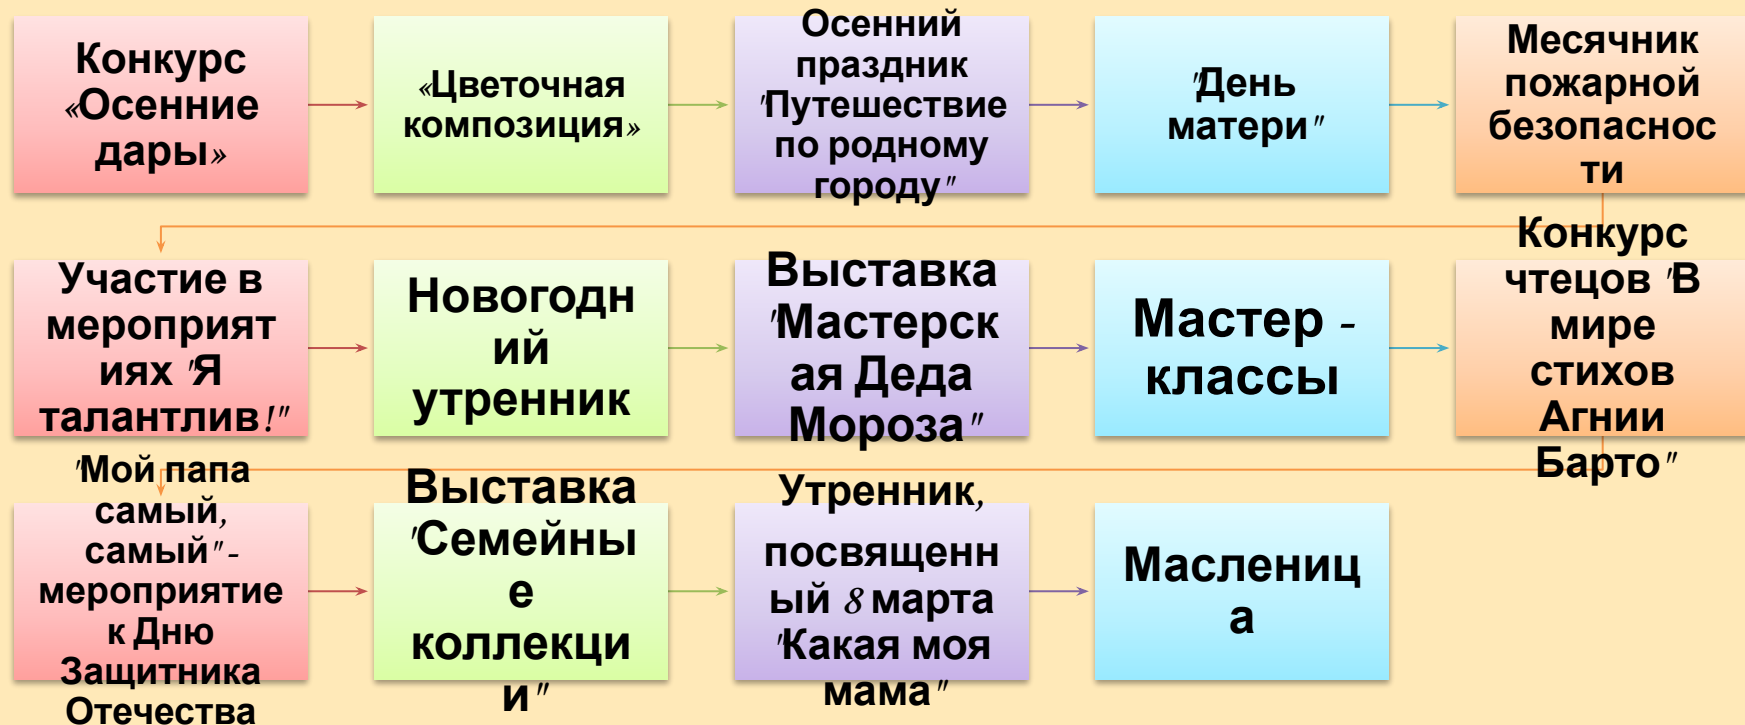 Конкурс
«Осенние
дары»
«Цветочная
композиция»
Осенний
праздник
"Путешествие
по родному
городу"
"День
матери"
Месячник
пожарной
безопаснос
ти
Участие в
мероприят
иях "Я
талантлив!"
Новогодн
ий
утренник
Выставка
"Мастерск
ая Деда
Мороза"
Мастер -
классы
Конкурс
чтецов "В
мире
стихов
Агнии
Барто"
"Мой папа
самый,
самый"-
мероприятие
к Дню
Защитника
Отечества
Выставка
"Семейны
е
коллекци
и"
Утренник,
посвященн
ый 8 марта
"Какая моя
мама"
Маслениц
а